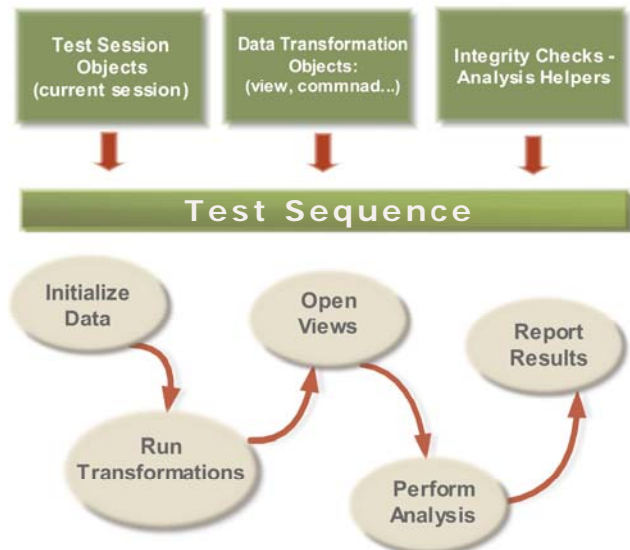 Test Session
Objects
(current session)
Data Transformation
Objects:
(view, commnad...)
Integrity Checks -
Analysis Helpers
Test Sequence
Initialize
Data
Run
Transformations
Open
Views
Perform
Analysis
Report
Results